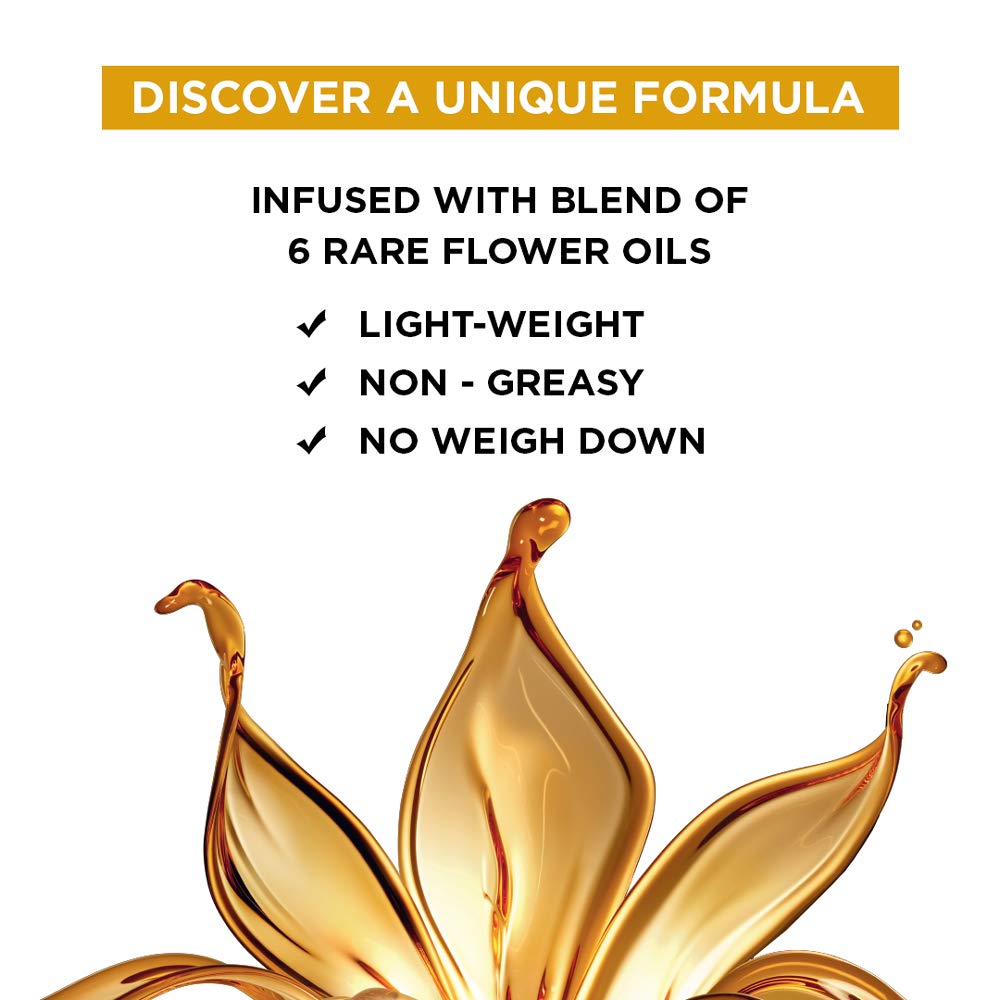 DISCOVER A UNIQUE FORMULA
INFUSED WITH BLEND OF
6 RARE FLOWER OILS
✓ LIGHT-WEIGHT
✓ NON - GREASY
✓ NO WEIGH DOWN